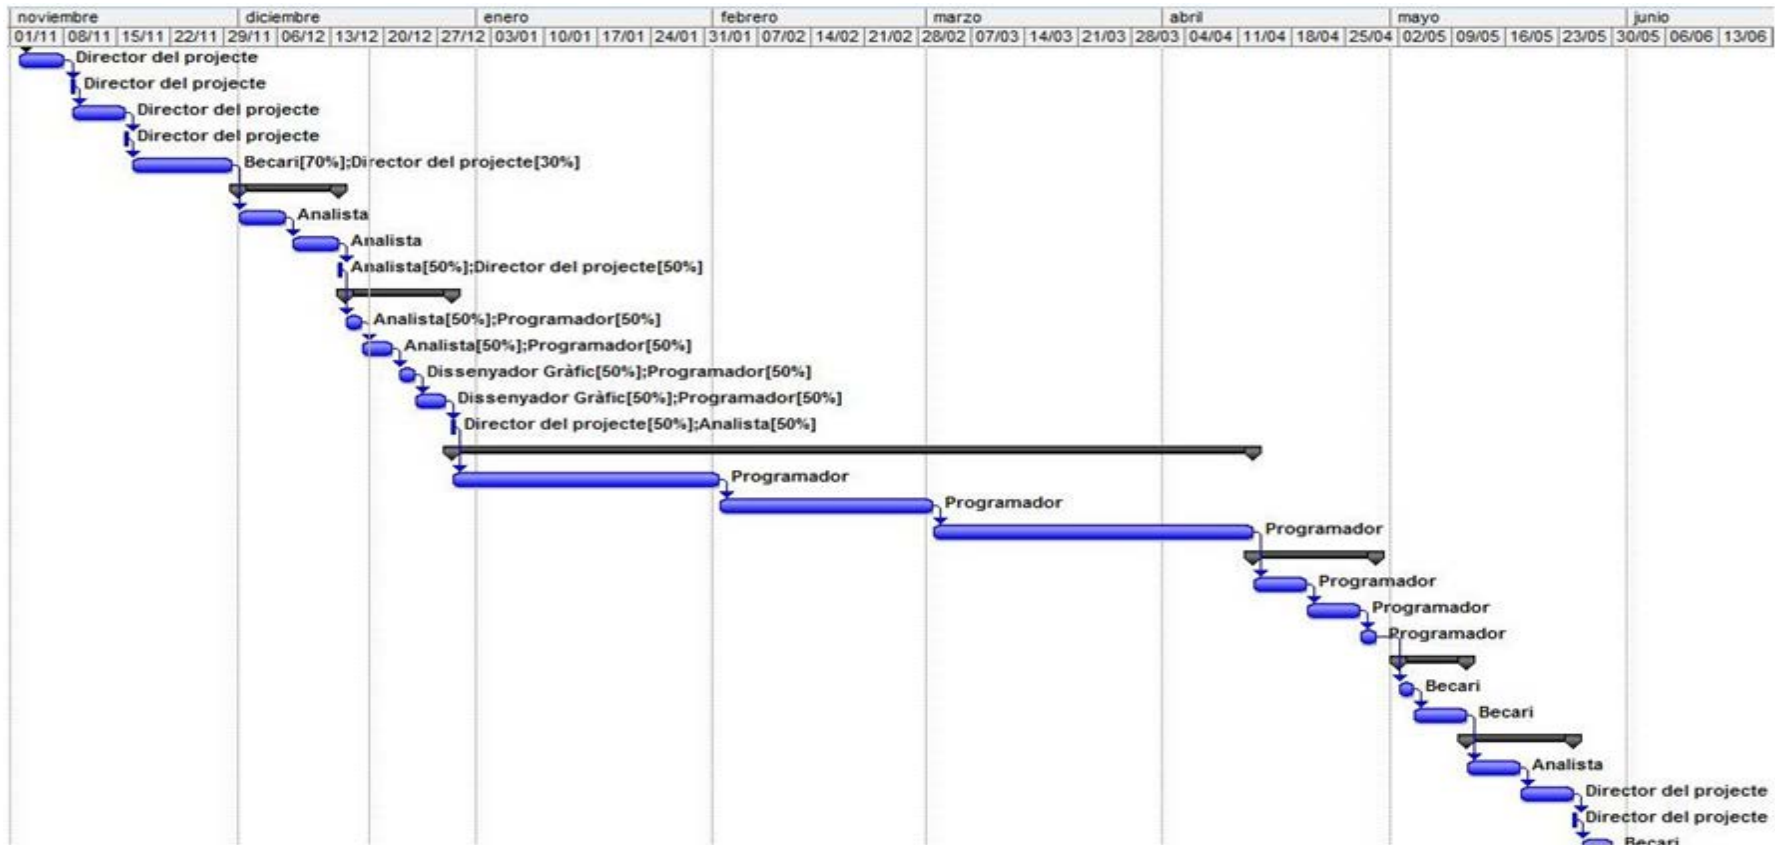 noviembre diciembre enero febrero marzo abril mayo junio
01/11 08/11 15/11 22/11 29/11 06/12 13/12 20/12 27/12 03/01 10/01 17/01 24/01 31/01 07/02 14/02 21/02 28/02 07/03 14/03 21/03 28/03 04/04 11/04 18/04 25/04 02/05 09/05 16/05 23/05 30/05 06/06 13/06
Director del projecte
Director del projecte
Director del projecte
Director del projecte
Becari[70%];Director del projecte[30%]
Analista
Analista
Analista[50%];Director del projecte[50%]
Analista[50%];Programador[50%]
Analista[50%];Programador[50%]
Dissenyador Gràfic[50%];Programador[50%]
Dissenyador Gràfic[50%];Programador[50%]
Director del projecte[50%];Analista[50%]
Programador
Programador
Programador
Programador
Programador
Programador
Becari
Becari
Analista
Director del projecte
Director del projecte
Becari